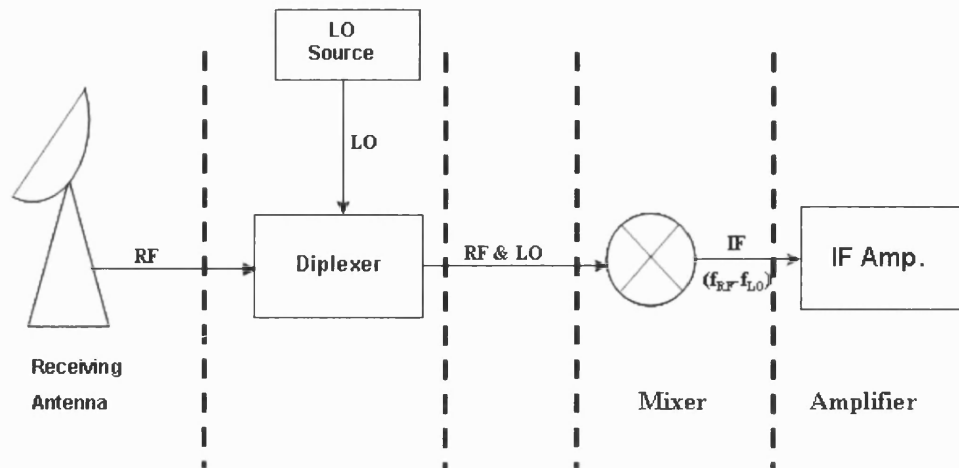 LO
Source
LO
RF
Diplexer
RF & LO
IF
(fRF-fLO)
IF Amp.
Receiving
Antenna
Mixer
Amplifier